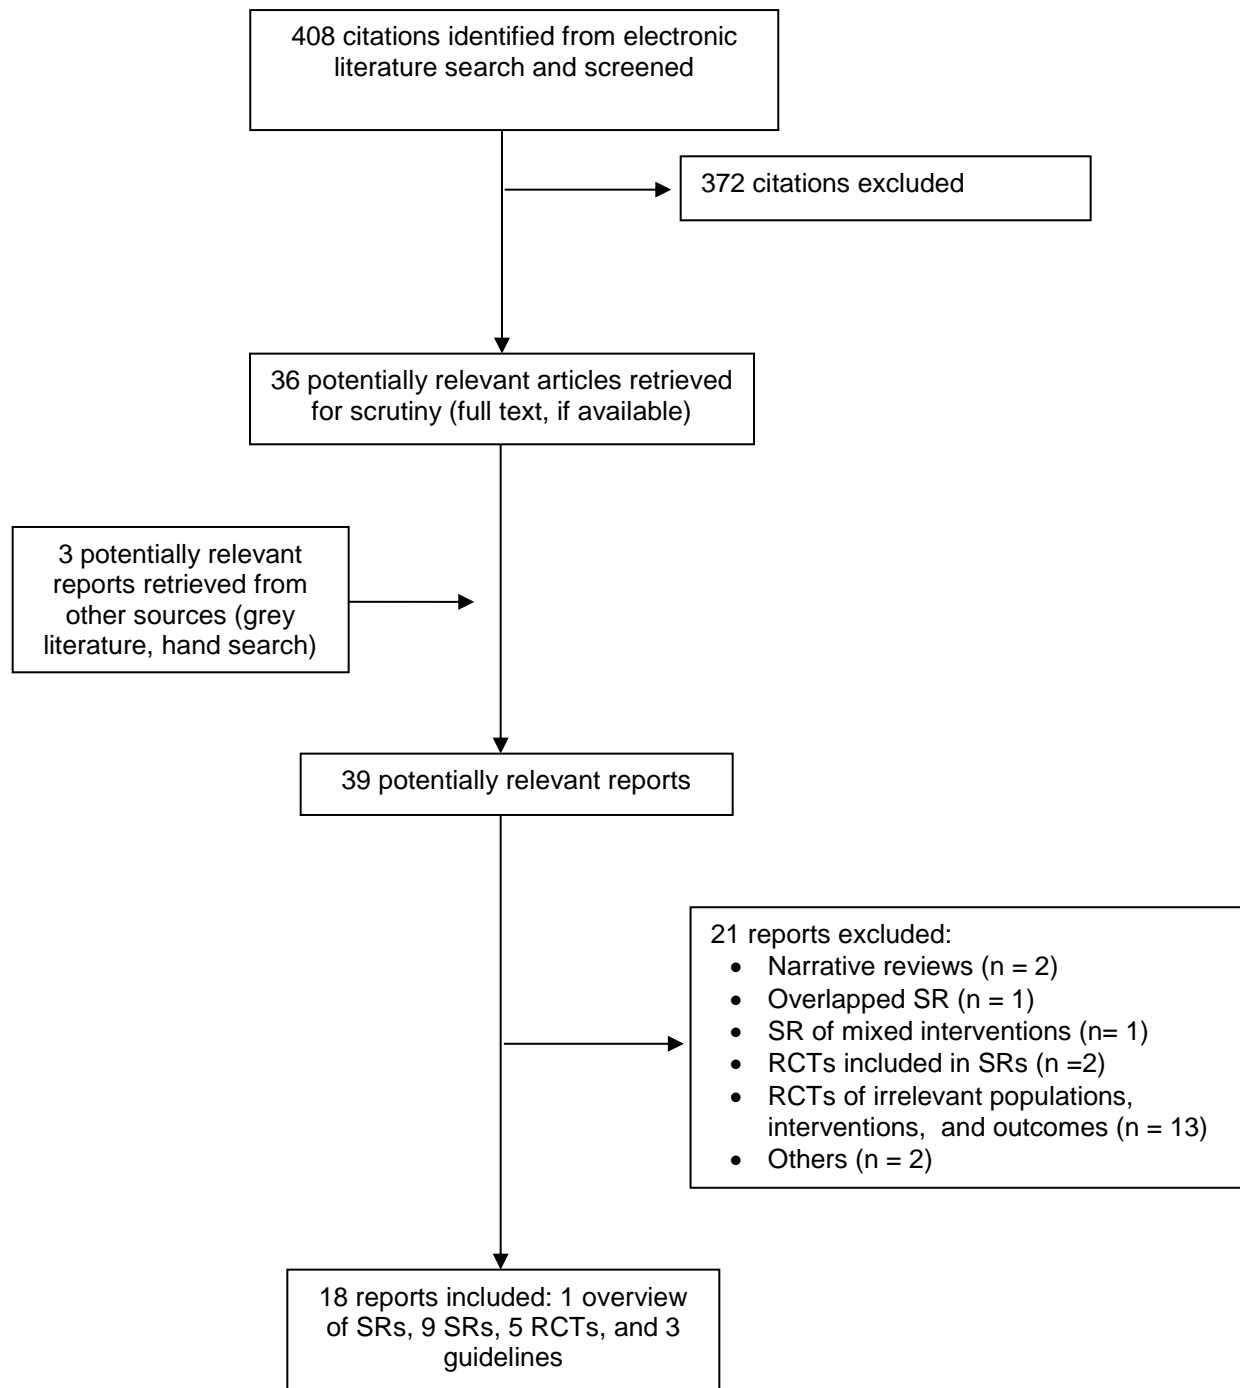 408 citations identified from electronic
literature search and screened
372 citations excluded
36 potentially relevant articles retrieved
for scrutiny (full text, if available)
3 potentially relevant
reports retrieved from
other sources (grey
literature, hand search)
39 potentially relevant reports
21 reports excluded:
• Narrative reviews (n = 2)
• Overlapped SR (n = 1)
• SR of mixed interventions (n= 1)
• RCTs included in SRs (n =2)
• RCTs of irrelevant populations,
interventions,  and outcomes (n = 13)
• Others (n = 2)
18 reports included: 1 overview
of SRs, 9 SRs, 5 RCTs, and 3
guidelines